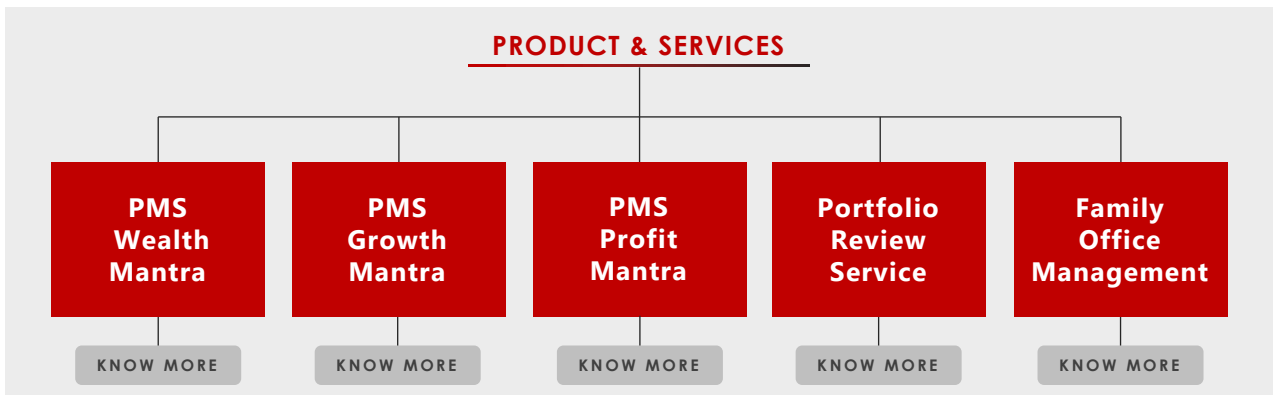 PRODUCT & SERVICES
PMS
Wealth
Mantra
PMS
Growth
Mantra
PMS
Profit
Mantra
Portfolio
Review
Service
Family
Office
Management
KNOW MORE
KNOW MORE
KNOW MORE
KNOW MORE
KNOW MORE